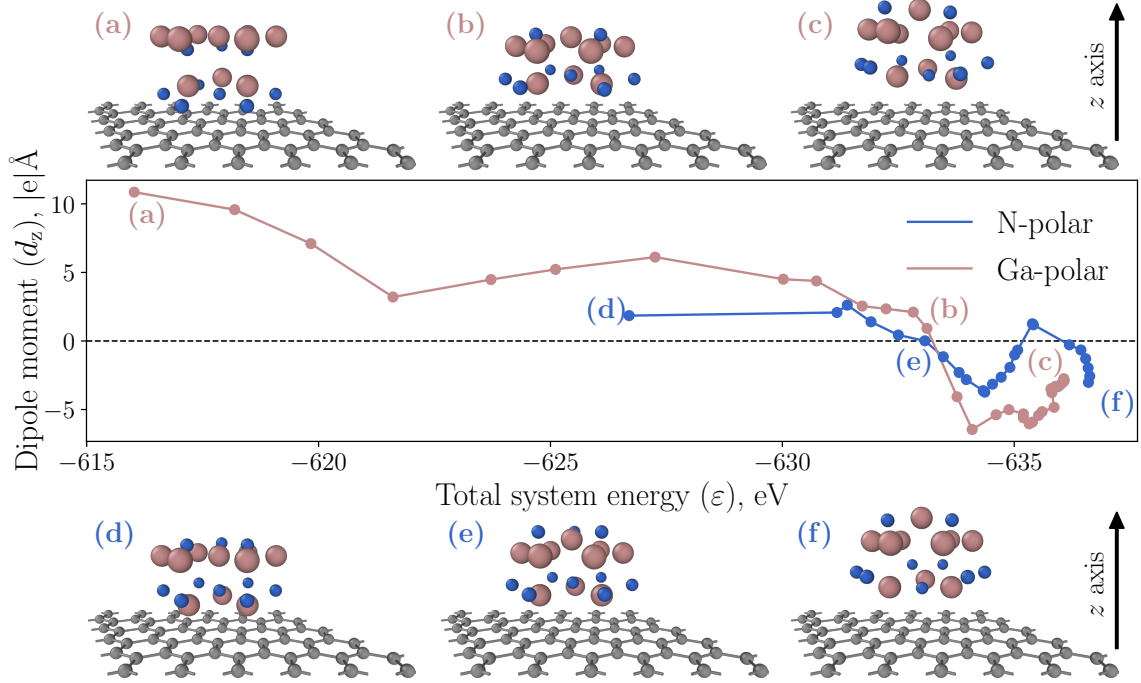 (a)
(b)
(c)
z axis
Dipole moment (d_z), |e|Å
10
5
0
−5
(a)
(d)
(b)
(e)
(c)
(f)
N-polar
Ga-polar
−615
−620
−625
−630
−635
Total system energy (ε), eV
(d)
(e)
(f)
z axis